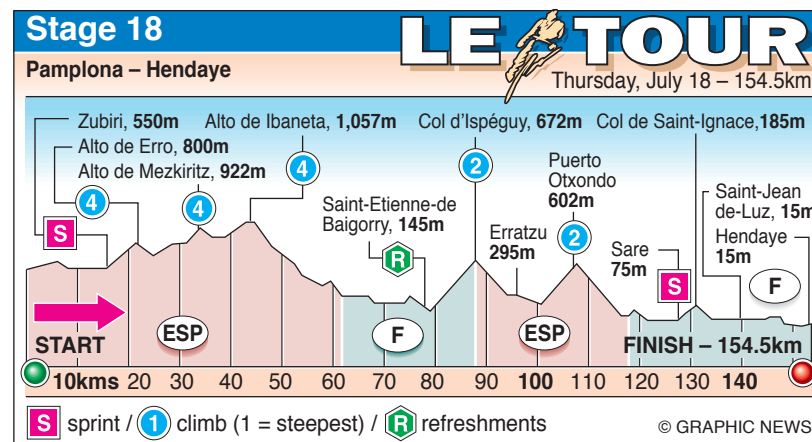 Stage 18
LE TOUR
Pamplona – Hendaye
Thursday, July 18 – 154.5km
Zubiri, 550m
Alto de Ibaneta, 1,057m
Col d'Ispéguy, 672m
Col de Saint-Ignace,185m
Alto de Erro, 800m
Alto de Mezkiritz, 922m
4
4
4
2
Puerto
Otxondo
602m
2
Saint-Etienne-de
Baigorry, 145m
Erratzu
295m
Sare
75m
Saint-Jean
de-Luz, 15m
Hendaye
15m
S
R
S
F
ESP
F
ESP
START
FINISH – 154.5km
10kms 20 30 40 50 60 70 80 90 100 110 120 130 140
S sprint / 1 climb (1 = steepest) / R refreshments
© GRAPHIC NEWS